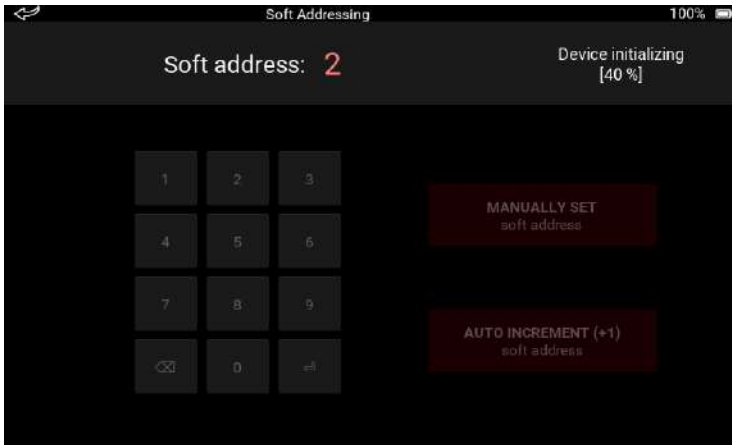 Soft Addressing
100%
Soft address: 2
Device initializing
[40 %]
1 2 3
4 5 6
7 8 9
0
MANUALLY SET
soft address
AUTO INCREMENT (+1)
soft address